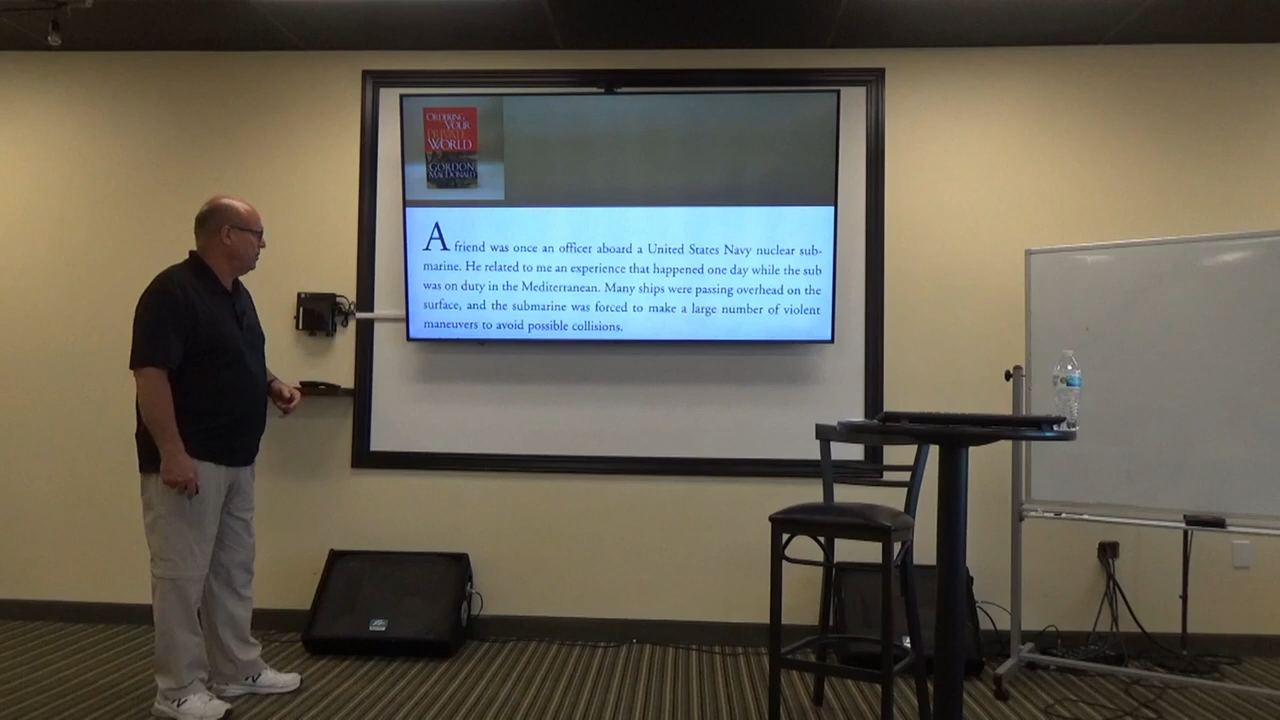 ORDERING
YOUR
PRIVATE
WORLD
GORDON
MACDONALD
A friend was once an officer aboard a United States Navy nuclear sub-
marine. He related to me an experience that happened one day while the sub
was on duty in the Mediterranean. Many ships were passing overhead on the
surface, and the submarine was forced to make a large number of violent
maneuvers to avoid possible collisions.